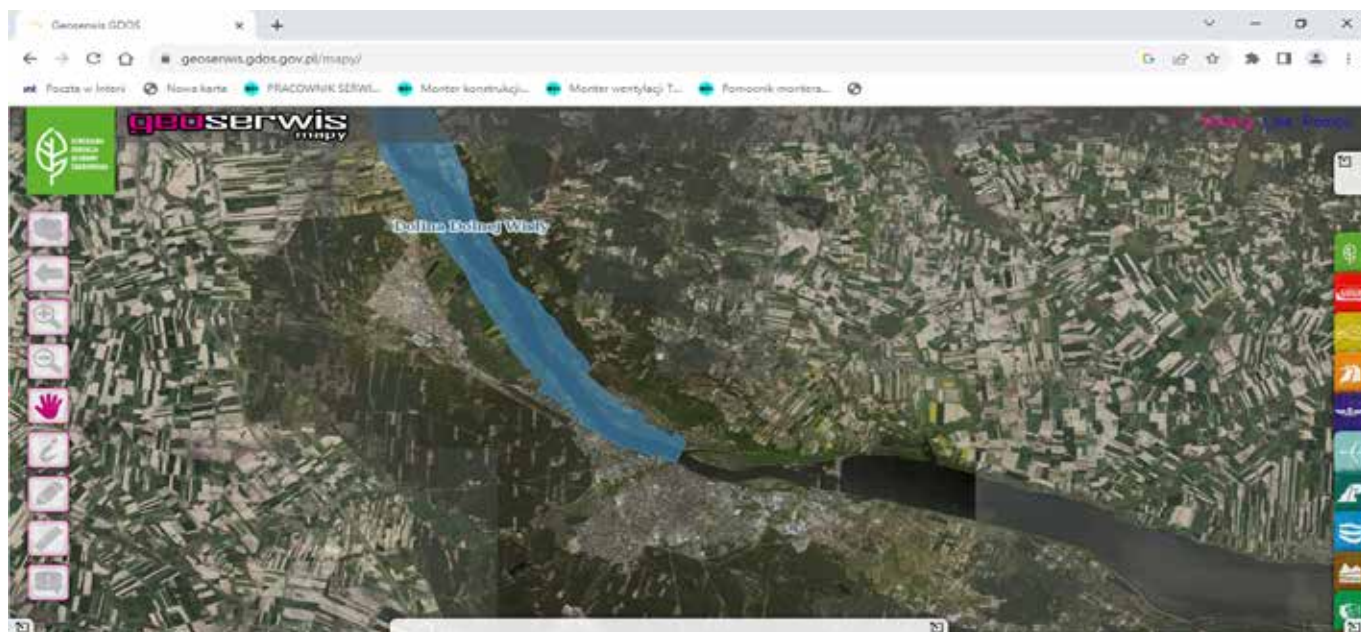 Geoserwis GDOŚ
geoserwis.gdos.gov.pl/mapy/
Poczta w Interii
Nowa karta
PRACOWNIK SERWI...
Monter konstrukcji...
Monter wentylacji T...
Pomocnik montera...
geoserwis
mapy
Dolina Dolnej Wisły